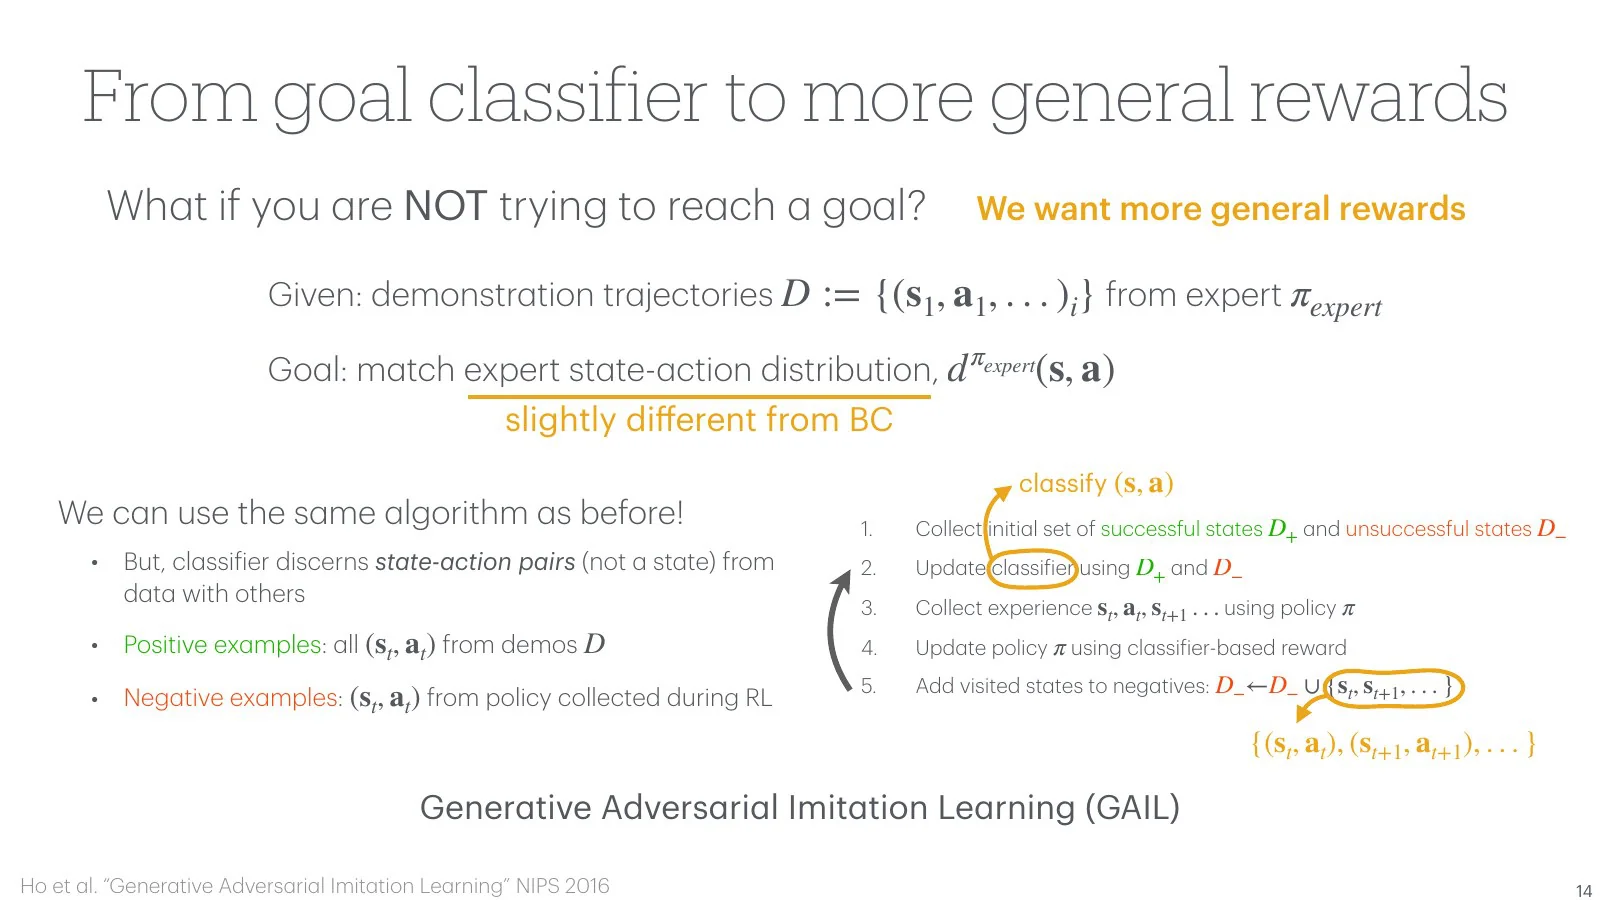 From goal classifier to more general rewards
What if you are NOT trying to reach a goal? We want more general rewards
Given: demonstration trajectories D := {(s₁, a₁, . . . )ᵢ} from expert π_expert
Goal: match expert state-action distribution, d^{π_expert}(s, a)
slightly different from BC
We can use the same algorithm as before!
• But, classifier discerns state-action pairs (not a state) from
data with others
• Positive examples: all (sₜ, aₜ) from demos D
• Negative examples: (sₜ, aₜ) from policy collected during RL
classify (s, a)
1. Collect initial set of successful states D₊ and unsuccessful states D₋
2. Update classifier using D₊ and D₋
3. Collect experience sₜ, aₜ, sₜ₊₁ . . . using policy π
4. Update policy π using classifier-based reward
5. Add visited states to negatives: D₋←D₋ ∪ {sₜ, sₜ₊₁, . . . }
{(sₜ, aₜ), (sₜ₊₁, aₜ₊₁), . . . }
Generative Adversarial Imitation Learning (GAIL)
Ho et al. “Generative Adversarial Imitation Learning” NIPS 2016
14